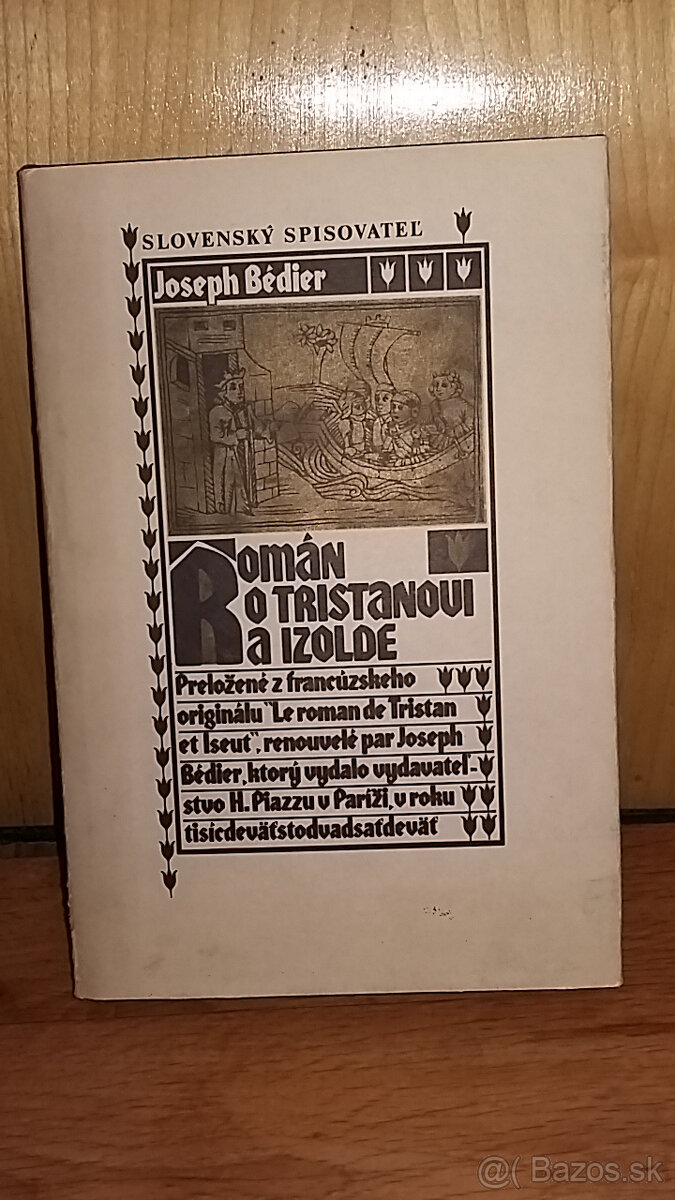 SLOVENSKÝ SPISOVATEĽ
Joseph Bédier
Román
o Tristanovi
a Izolde
Preložené z francúzskeho
originálu "Le roman de Tristan
et Iseut", renouvelé par Joseph
Bédier, ktorý vydalo vydavateľ-
stvo H. Piazzu v Paríži, v roku
tisícdeväťstodvadsaťdeväť
@( Bazos.sk